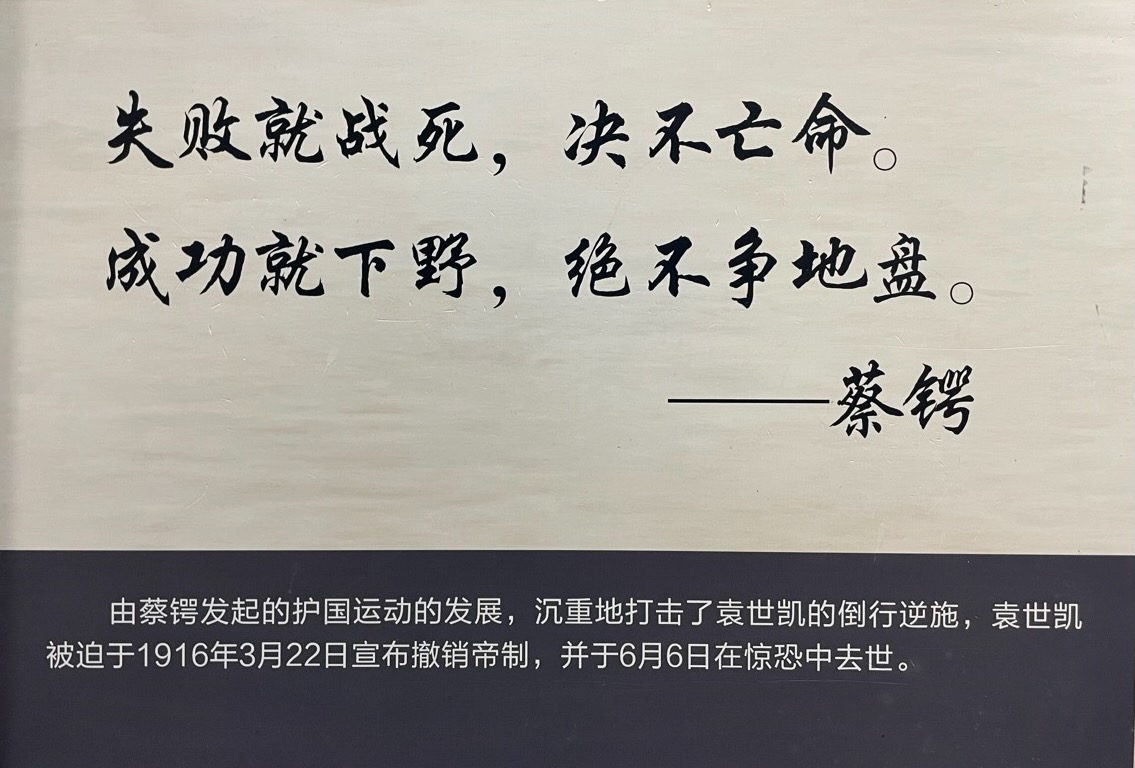 失败就战死，决不亡命。
成功就下野，绝不争地盘。
——蔡锷
由蔡锷发起的护国运动的发展，沉重地打击了袁世凯的倒行逆施，袁世凯
被迫于1916年3月22日宣布撤销帝制，并于6月6日在惊恐中去世。